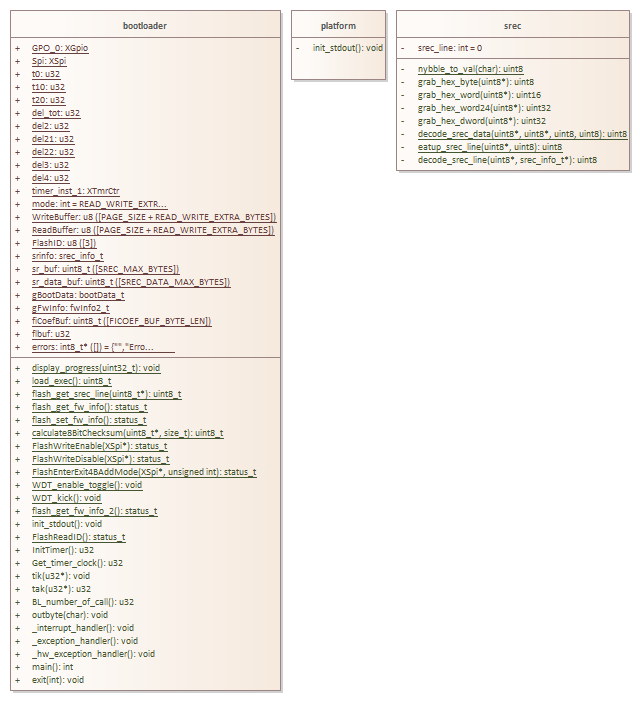 bootloader
+ GPO_0: XGpio
+ Spi: XSpi
+ t0: u32
+ t10: u32
+ t20: u32
+ del_tot: u32
+ del2: u32
+ del21: u32
+ del22: u32
+ del3: u32
+ del4: u32
+ timer_inst_1: XTmrCtr
+ mode: int = READ_WRITE_EXTR...
+ WriteBuffer: u8 ([PAGE_SIZE + READ_WRITE_EXTRA_BYTES])
+ ReadBuffer: u8 ([PAGE_SIZE + READ_WRITE_EXTRA_BYTES])
+ FlashID: u8 ([3])
+ srinfo: srec_info_t
+ sr_buf: uint8_t ([SREC_MAX_BYTES])
+ sr_data_buf: uint8_t ([SREC_DATA_MAX_BYTES])
+ gBootData: bootData_t
+ gFwInfo: fwInfo2_t
+ fiCoefBuf: uint8_t ([FICOEF_BUF_BYTE_LEN])
+ flbuf: u32
+ errors: int8_t* ([]) = {"","Erro...
+ display_progress(uint32_t): void
+ load_exec(): uint8_t
+ flash_get_srec_line(uint8_t*): uint8_t
+ flash_get_fw_info(): status_t
+ flash_set_fw_info(): status_t
+ calculate8BitChecksum(uint8_t*, size_t): uint8_t
+ FlashWriteEnable(XSpi*): status_t
+ FlashWriteDisable(XSpi*): status_t
+ FlashEnterExit4BAddMode(XSpi*, unsigned int): status_t
+ WDT_enable_toggle(): void
+ WDT_kick(): void
+ flash_get_fw_info_2(): status_t
+ init_stdout(): void
+ FlashReadID(): status_t
+ InitTimer(): u32
+ Get_timer_clock(): u32
+ tik(u32*): void
+ tak(u32*): u32
+ BL_number_of_call(): u32
+ outbyte(char): void
+ _interrupt_handler(): void
+ _exception_handler(): void
+ _hw_exception_handler(): void
+ main(): int
+ exit(int): void
platform
- init_stdout(): void
srec
- srec_line: int = 0
- nybble_to_val(char): uint8
- grab_hex_byte(uint8*): uint8
- grab_hex_word(uint8*): uint16
- grab_hex_word24(uint8*): uint32
- grab_hex_dword(uint8*): uint32
- decode_srec_data(uint8*, uint8*, uint8, uint8): uint8
- eatup_srec_line(uint8*, uint8): uint8
- decode_srec_line(uint8*, srec_info_t*): uint8